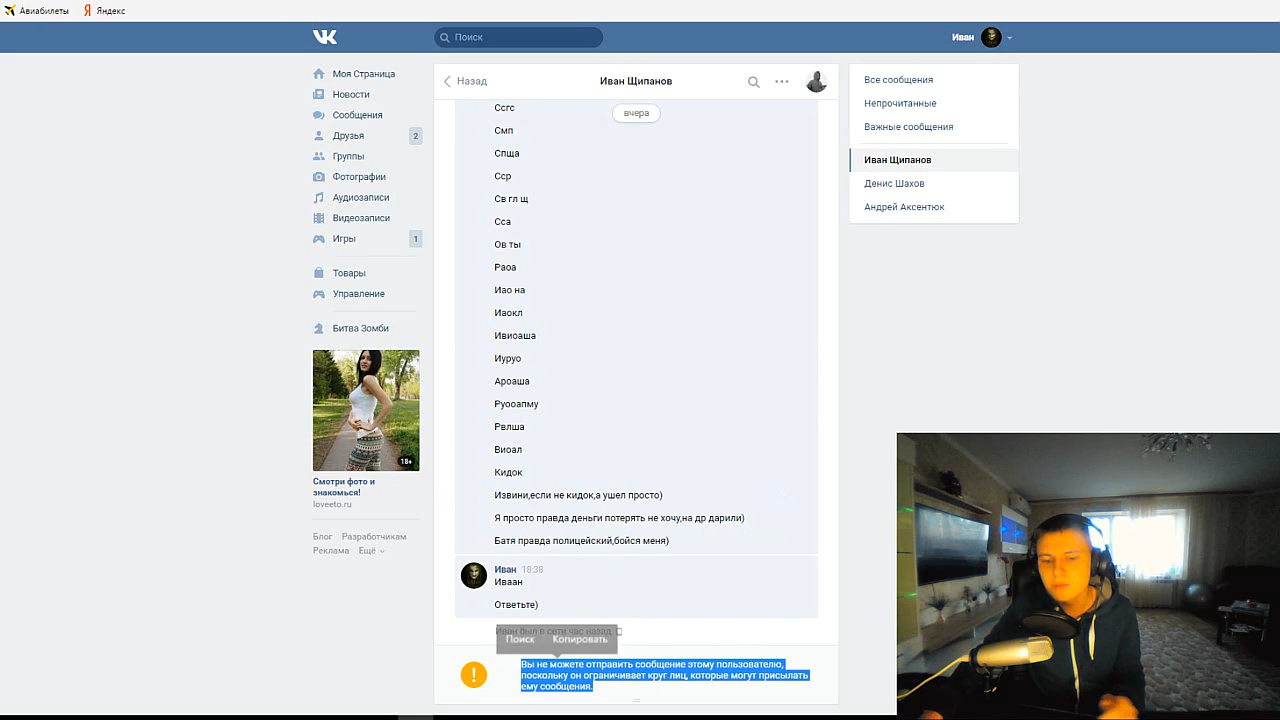 Авиабилеты
Яндекс
Поиск
Иван
Моя Страница
Новости
Сообщения
Друзья 2
Группы
Фотографии
Аудиозаписи
Видеозаписи
Игры 1
Товары
Управление
Битва Зомби
18+
Смотри фото и
знакомься!
loveeto.ru
Блог Разработчикам
Реклама Ещё
Назад
Иван Щипанов
вчера
Ссгс
Смп
Спща
Сср
Св гл щ
Сса
Ов ты
Раоа
Иао на
Иаокл
Ивиоаша
Иуруо
Ароаша
Руооапму
Рвлша
Виоал
Кидок
Извини,если не кидок,а ушел просто)
Я просто правда деньги потерять не хочу,на др дарили)
Батя правда полицейский,бойся меня)
Иван 18:38
Иваан
Ответьте)
Иван был в сети час назад
Поиск Копировать
Вы не можете отправить сообщение этому пользователю,
поскольку он ограничивает круг лиц, которые могут присылать
ему сообщения.
Все сообщения
Непрочитанные
Важные сообщения
Иван Щипанов
Денис Шахов
Андрей Аксентюк